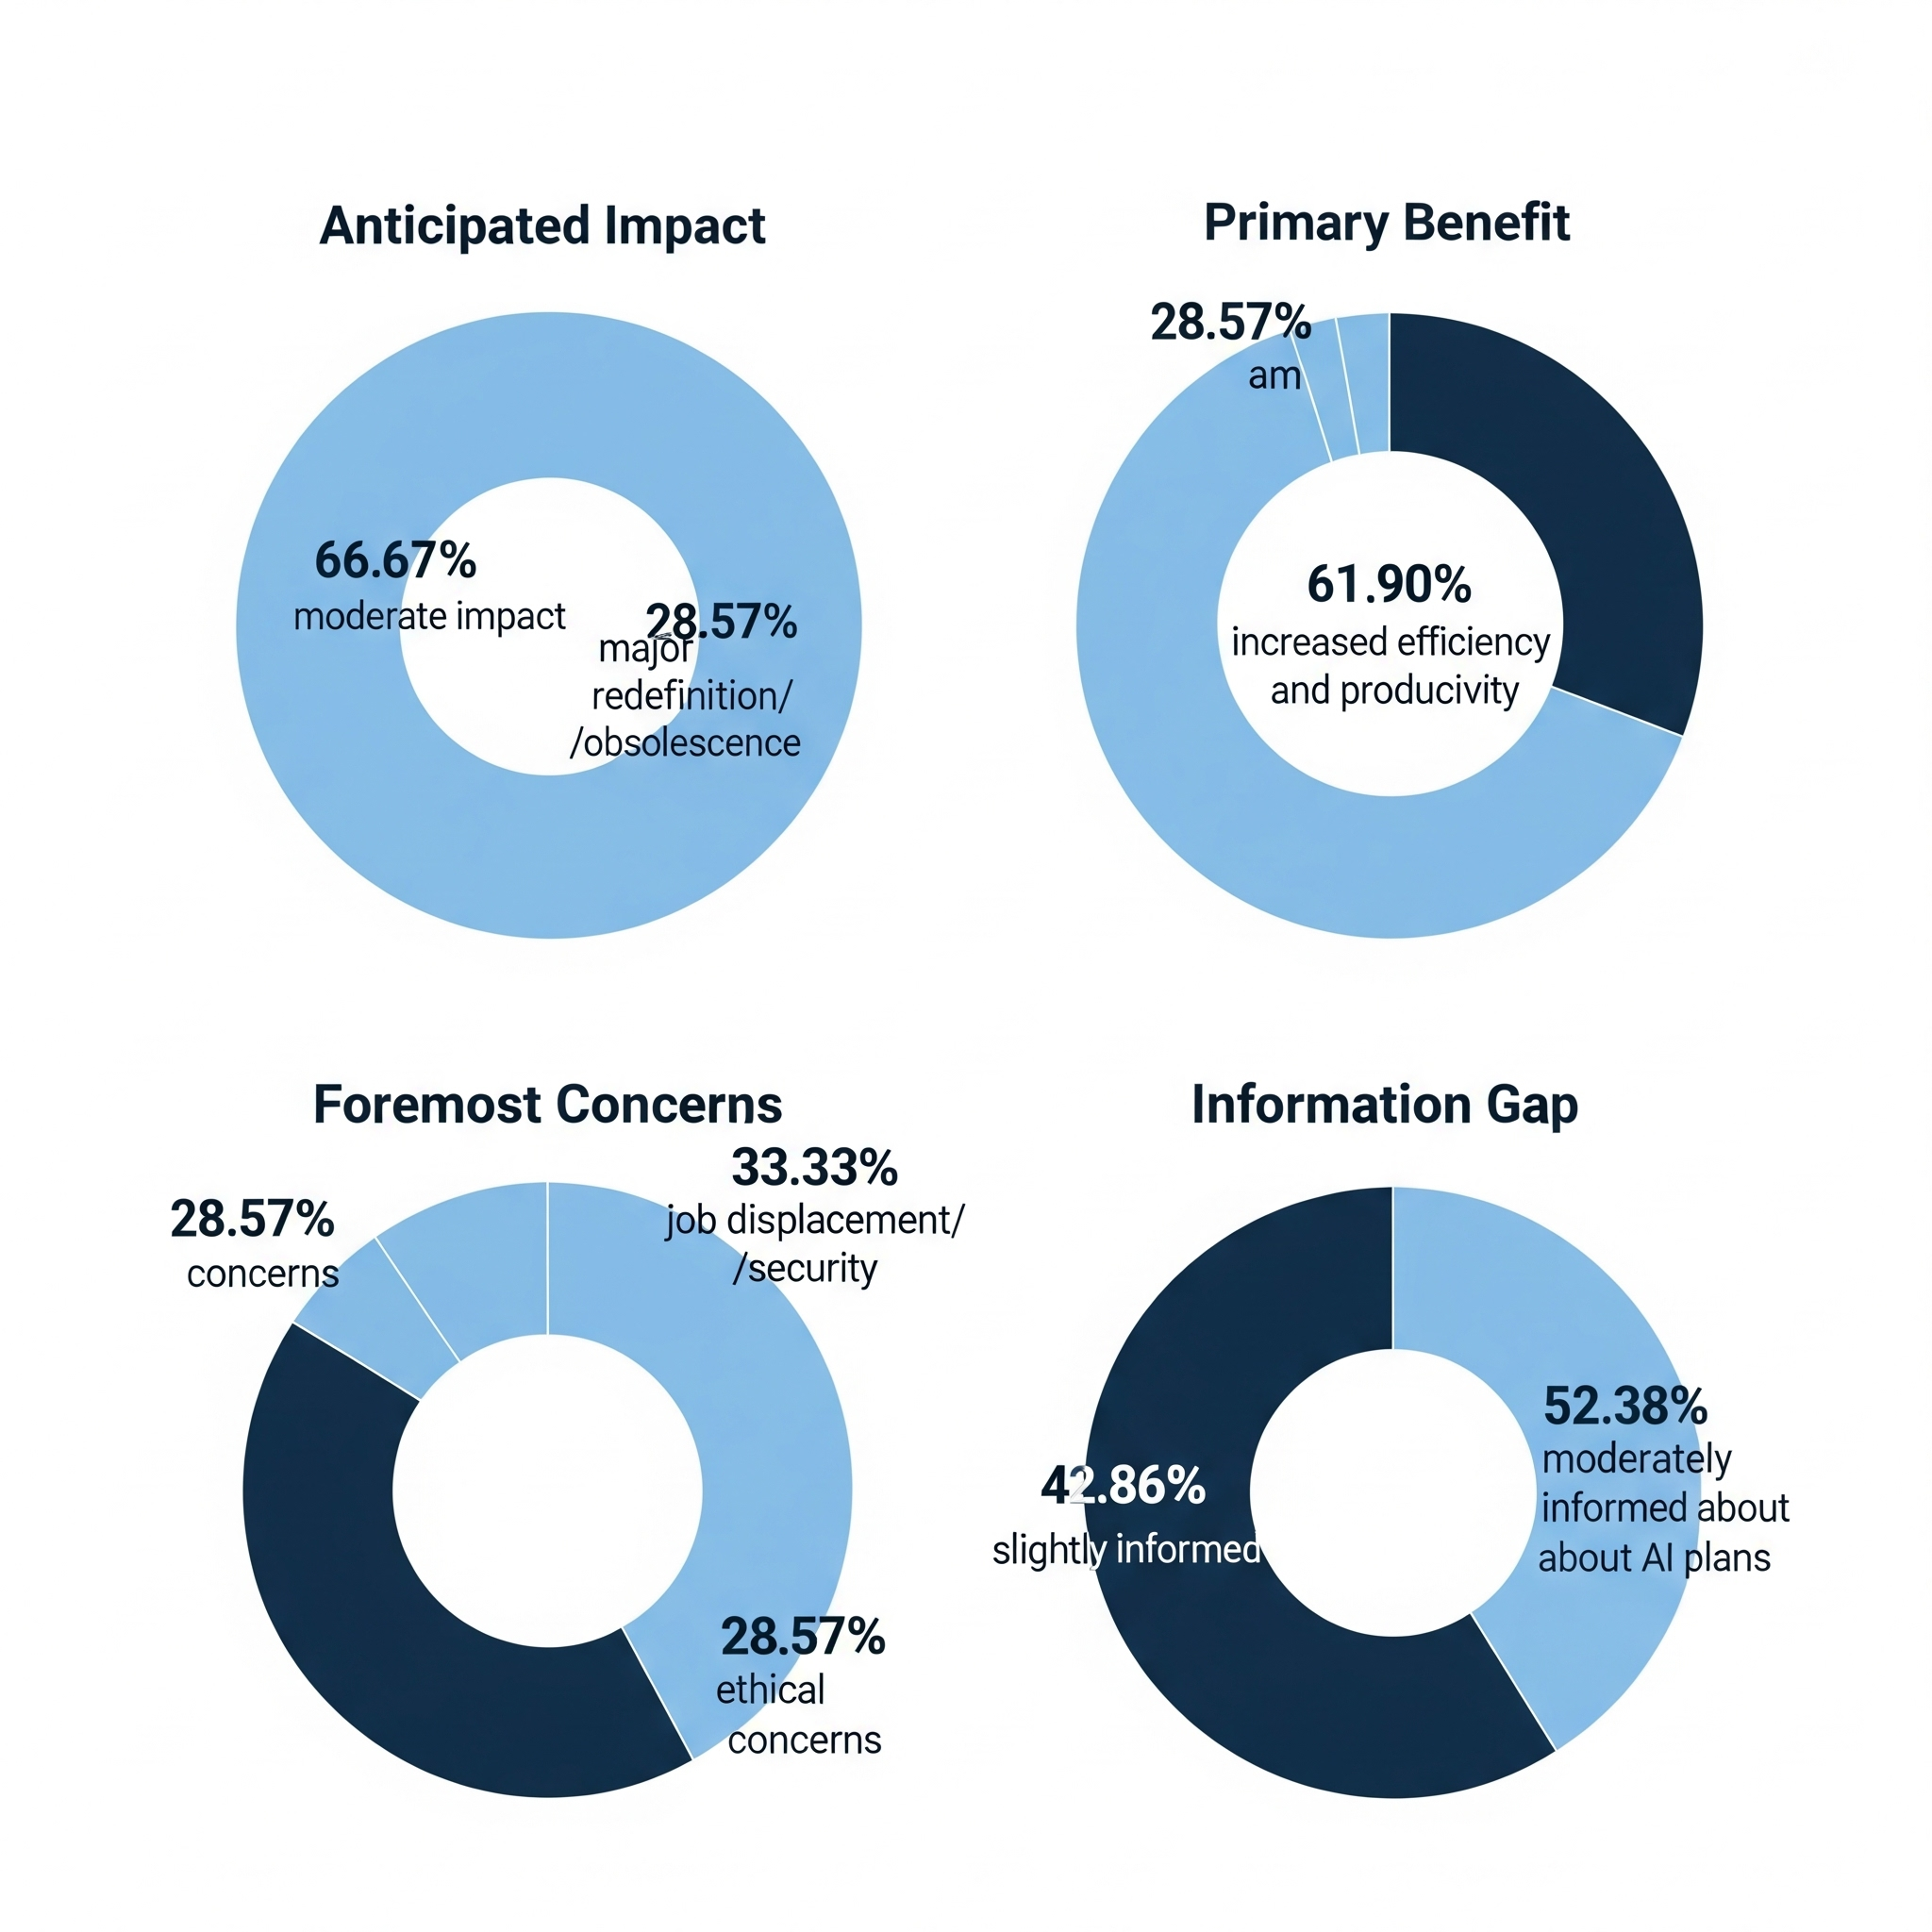 Anticipated Impact
66.67%
moderate impact
28.57%
major
redefinition/
/obsolescence
Primary Benefit
28.57%
am
61.90%
increased efficiency
and producivity
Foremost Concerns
33.33%
job displacement/
/security
28.57%
concerns
28.57%
ethical
concerns
Information Gap
52.38%
moderately
informed about
about AI plans
42.86%
slightly informed